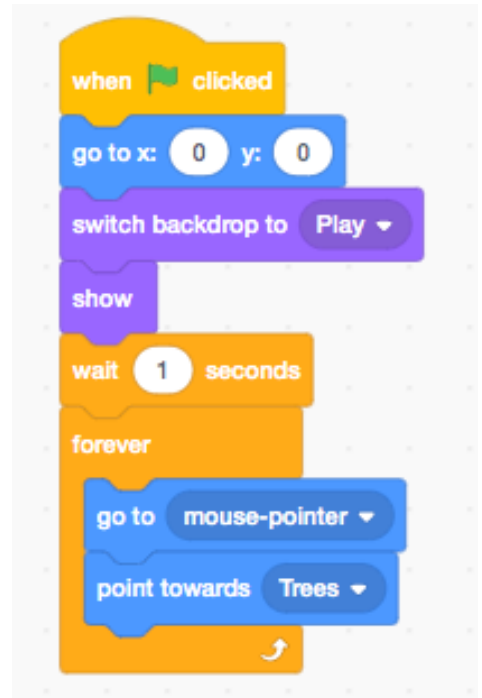 when clicked
go to x: 0 y: 0
switch backdrop to Play
show
wait 1 seconds
forever
go to mouse-pointer
point towards Trees